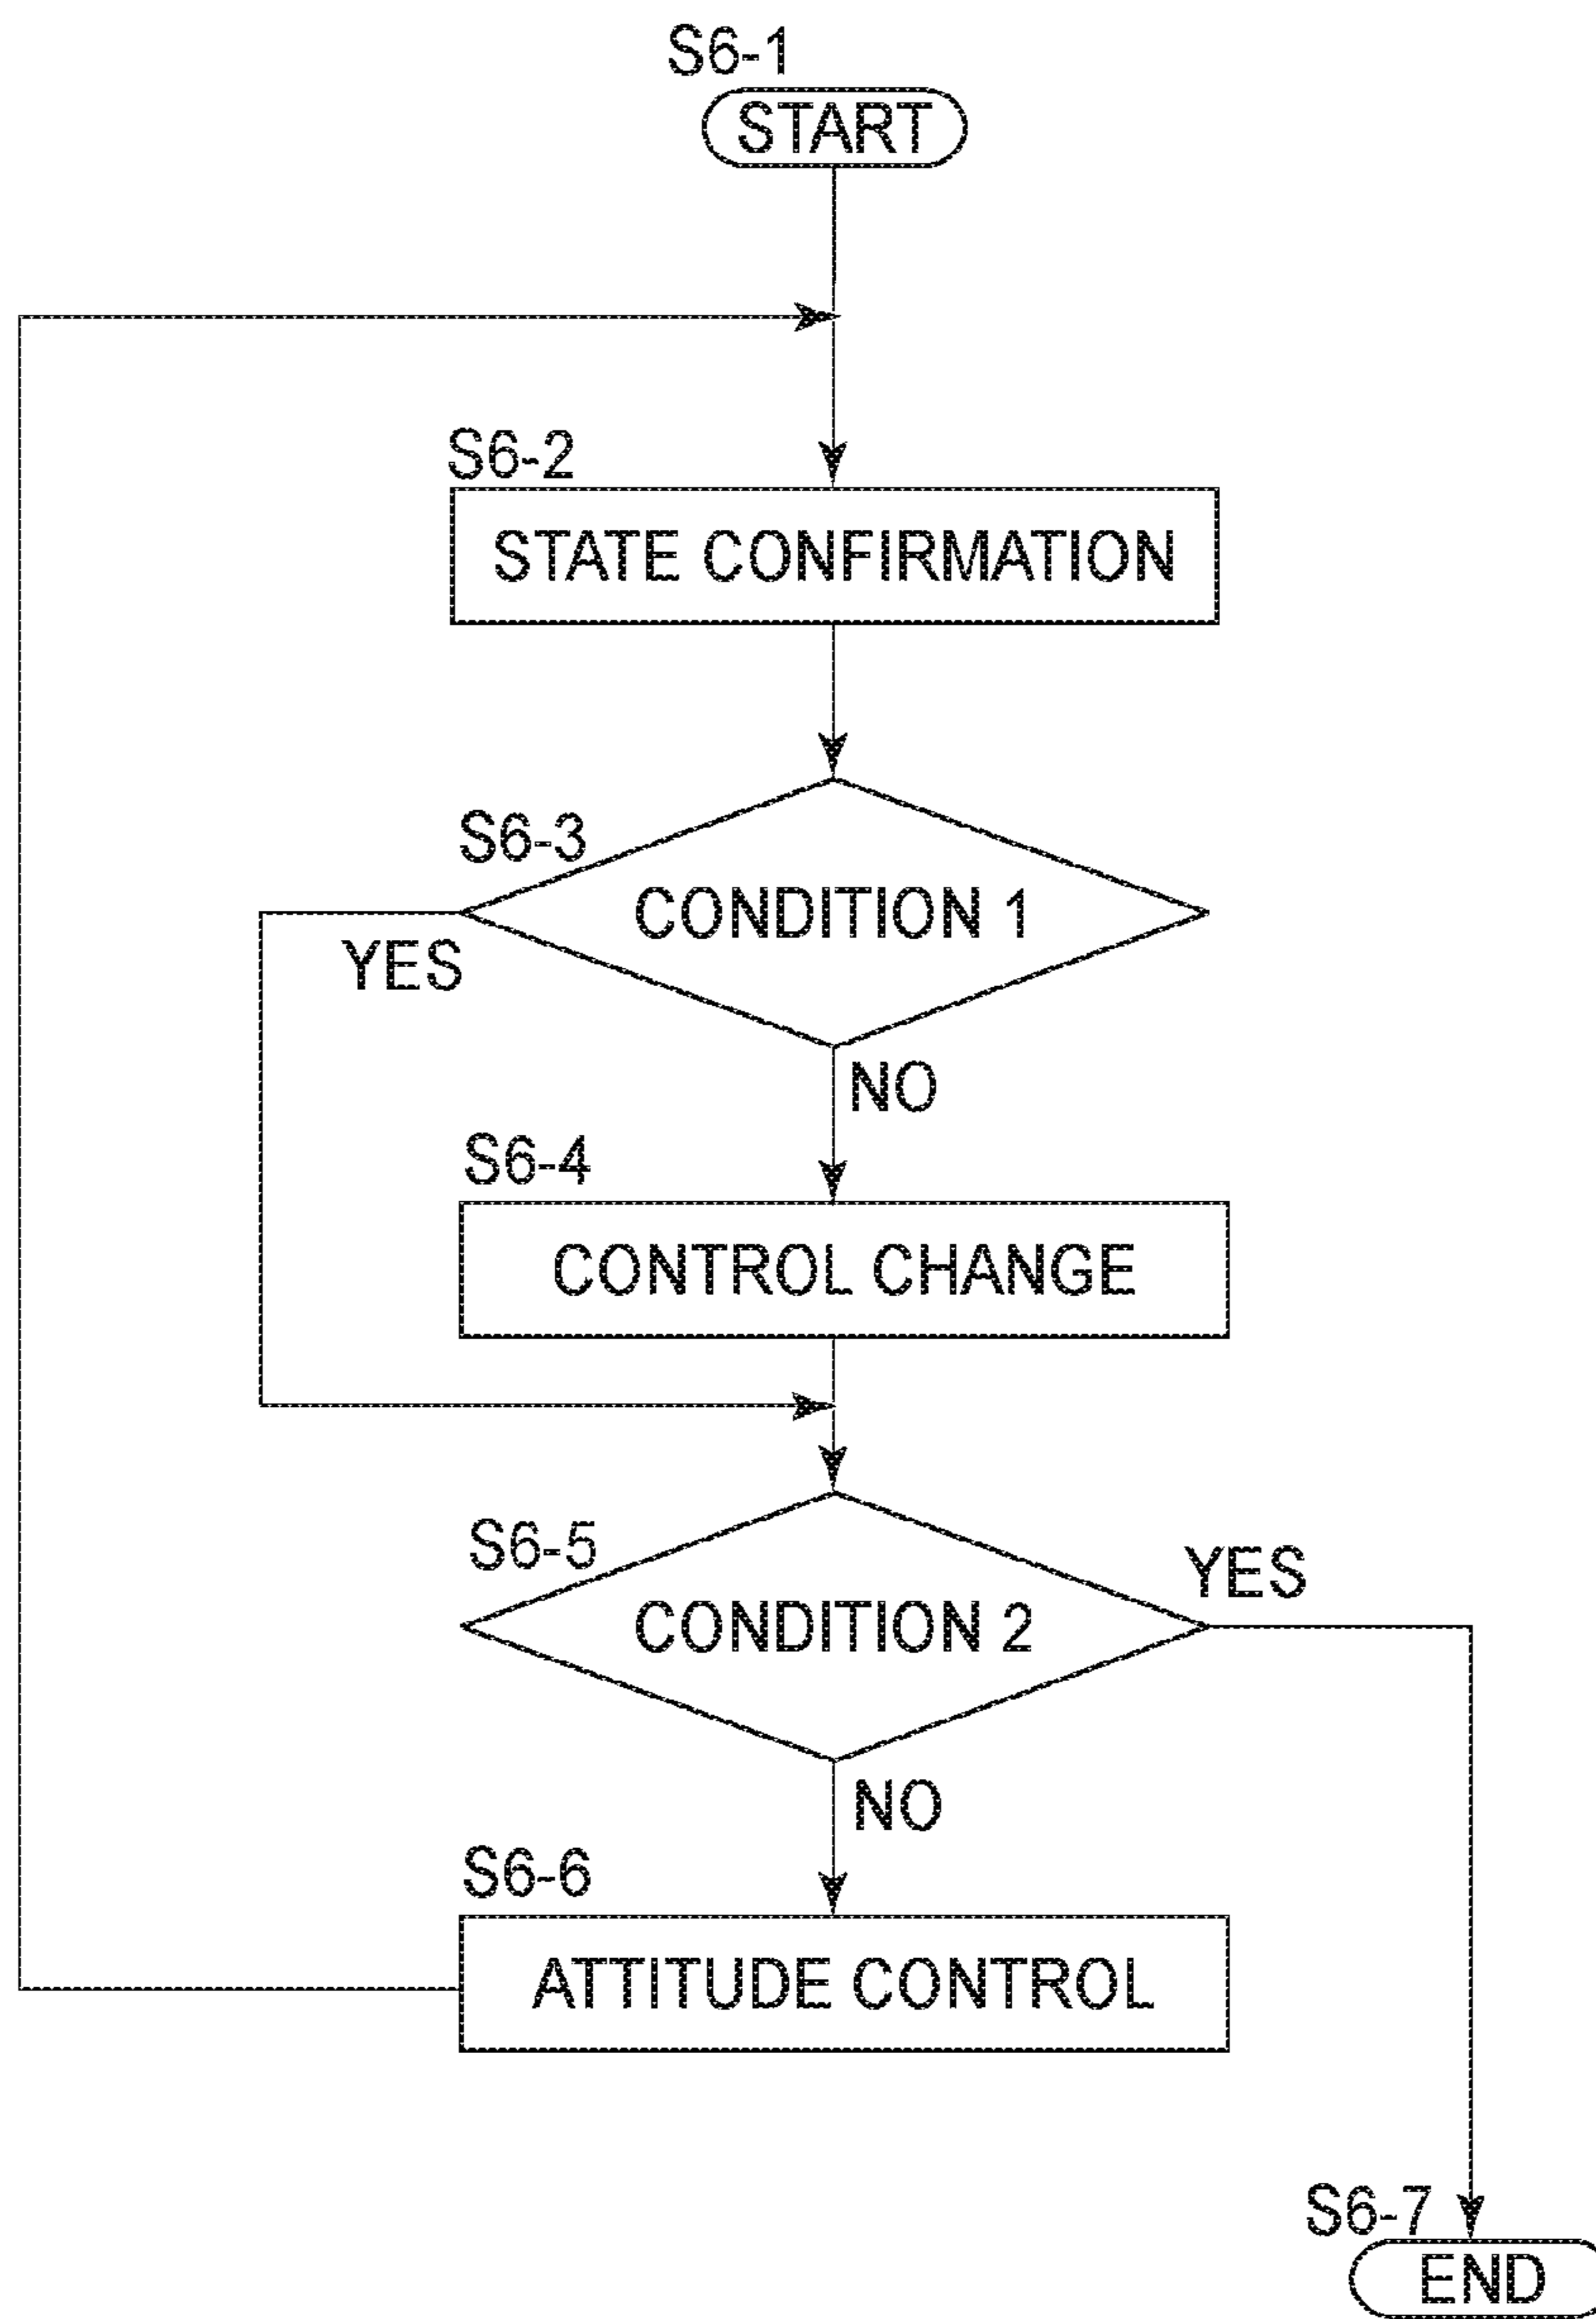 S6-1
START
S6-2
STATE CONFIRMATION
S6-3
CONDITION 1
YES
NO
S6-4
CONTROL CHANGE
S6-5
YES
CONDITION 2
NO
S6-6
ATTITUDE CONTROL
S6-7
END